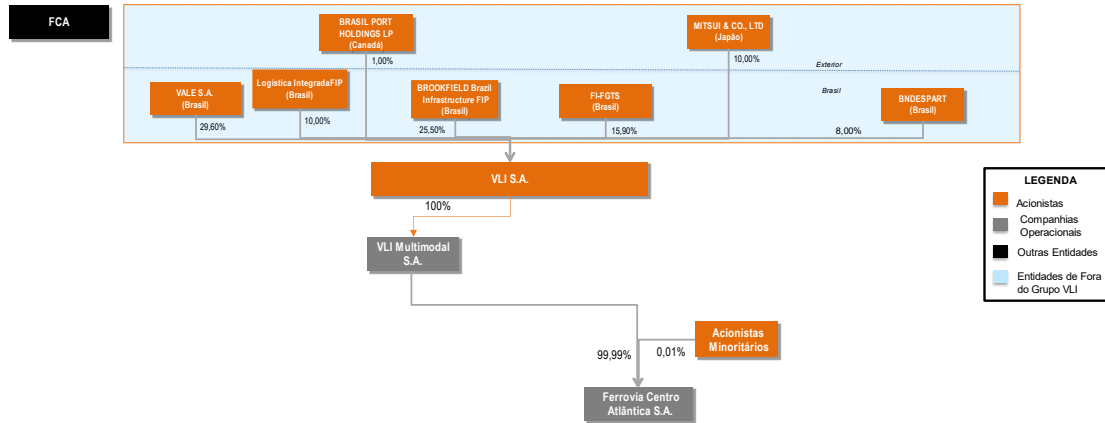 FCA
BRASIL PORT
HOLDINGS LP
(Canadá)
1,00%
MITSUI & CO., LTD
(Japão)
10,00%
Exterior
Brasil
VALE S.A.
(Brasil)
29,60%
Logística IntegradaFIP
(Brasil)
10,00%
BROOKFIELD Brazil
Infrastructure FIP
(Brasil)
25,50%
FI-FGTS
(Brasil)
15,90%
BNDESPART
(Brasil)
8,00%
VLI S.A.
100%
VLI Multimodal
S.A.
Acionistas
Minoritários
99,99%
0,01%
Ferrovia Centro
Atlântica S.A.
LEGENDA
Acionistas
Companhias
Operacionais
Outras Entidades
Entidades de Fora
do Grupo VLI